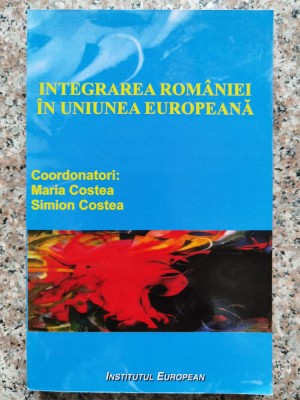 INTEGRAREA ROMÂNIEI
ÎN UNIUNEA EUROPEANĂ
Coordonatori:
Maria Costea
Simion Costea
INSTITUTUL EUROPEAN